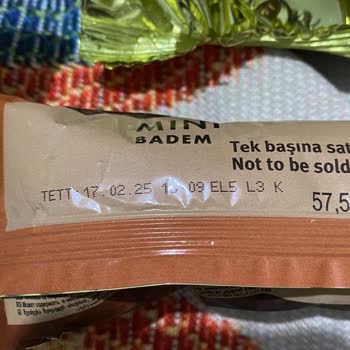 MINI
BADEM
Tek başına sat
Not to be sold
TETT:17.02.25 13 09 EL5 L3 K
57,5